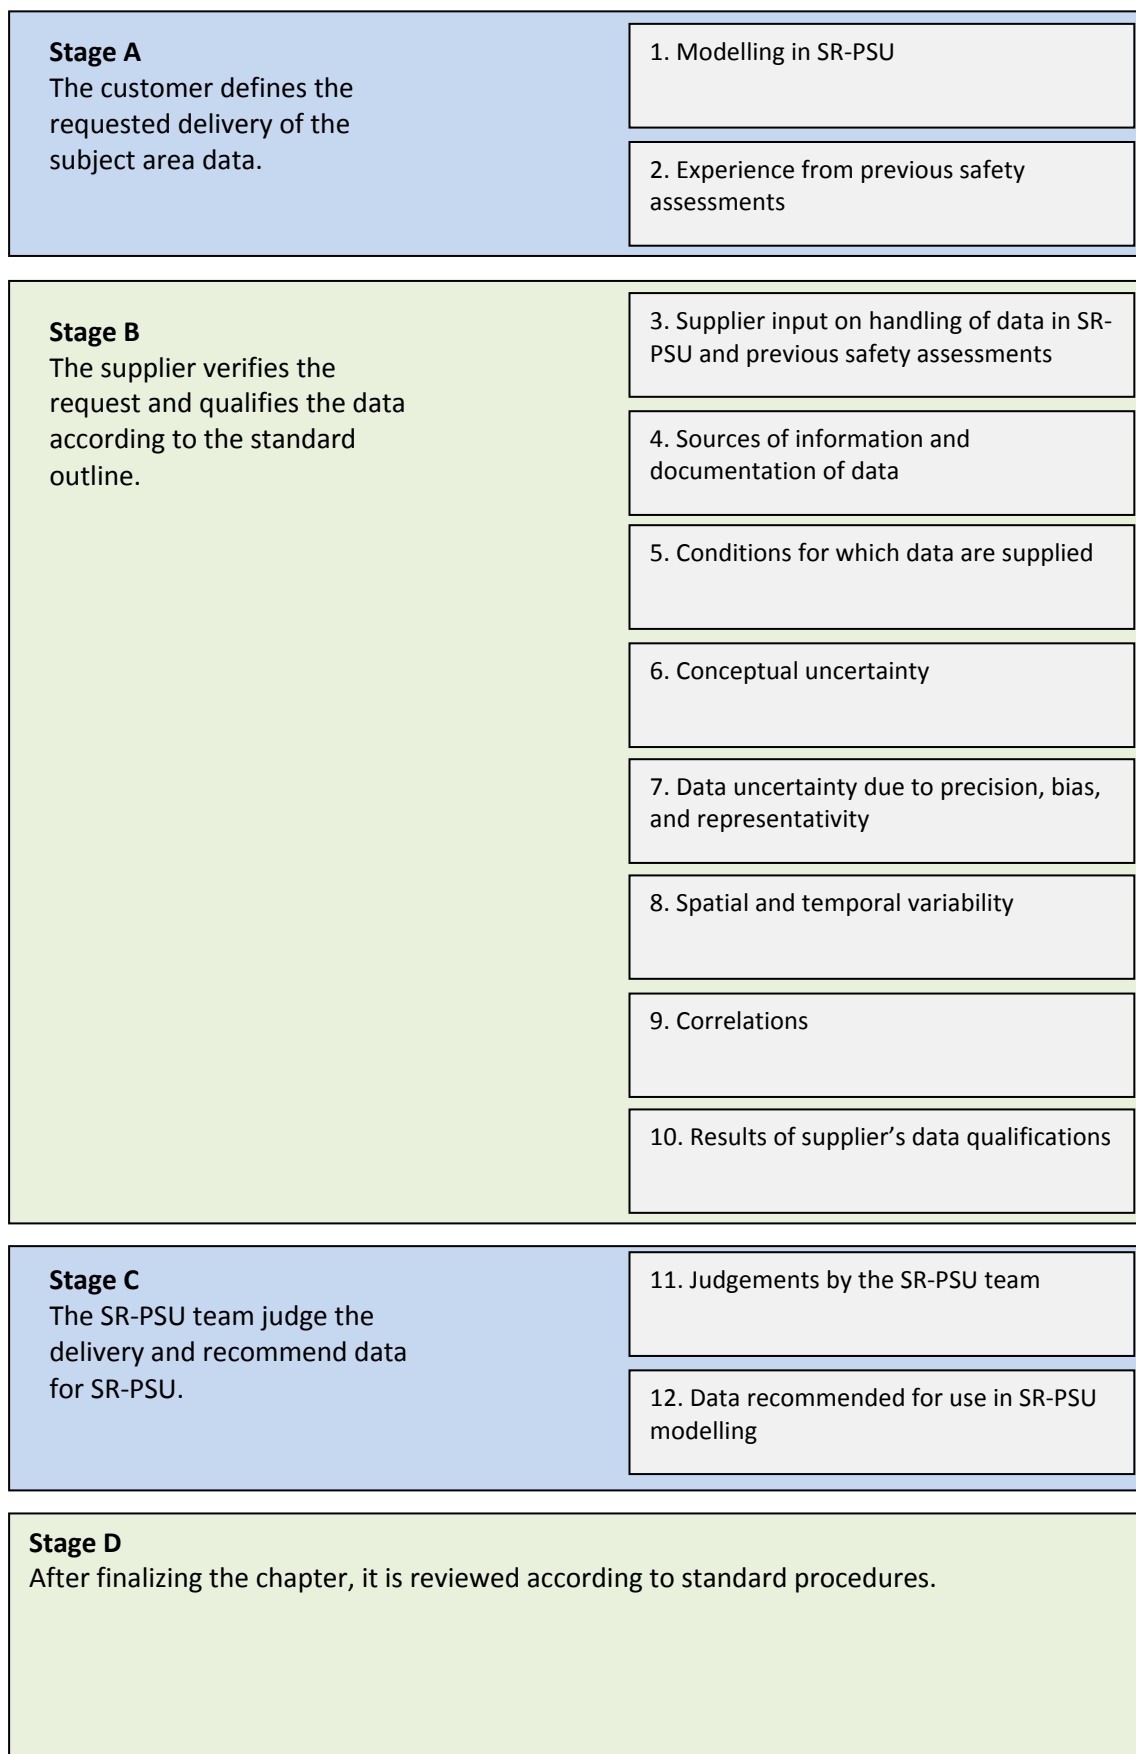 Stage A
The customer defines the
requested delivery of the
subject area data.
1. Modelling in SR-PSU
2. Experience from previous safety
assessments
Stage B
The supplier verifies the
request and qualifies the data
according to the standard
outline.
3. Supplier input on handling of data in SR-
PSU and previous safety assessments
4. Sources of information and
documentation of data
5. Conditions for which data are supplied
6. Conceptual uncertainty
7. Data uncertainty due to precision, bias,
and representativity
8. Spatial and temporal variability
9. Correlations
10. Results of supplier’s data qualifications
Stage C
The SR-PSU team judge the
delivery and recommend data
for SR-PSU.
11. Judgements by the SR-PSU team
12. Data recommended for use in SR-PSU
modelling
Stage D
After finalizing the chapter, it is reviewed according to standard procedures.